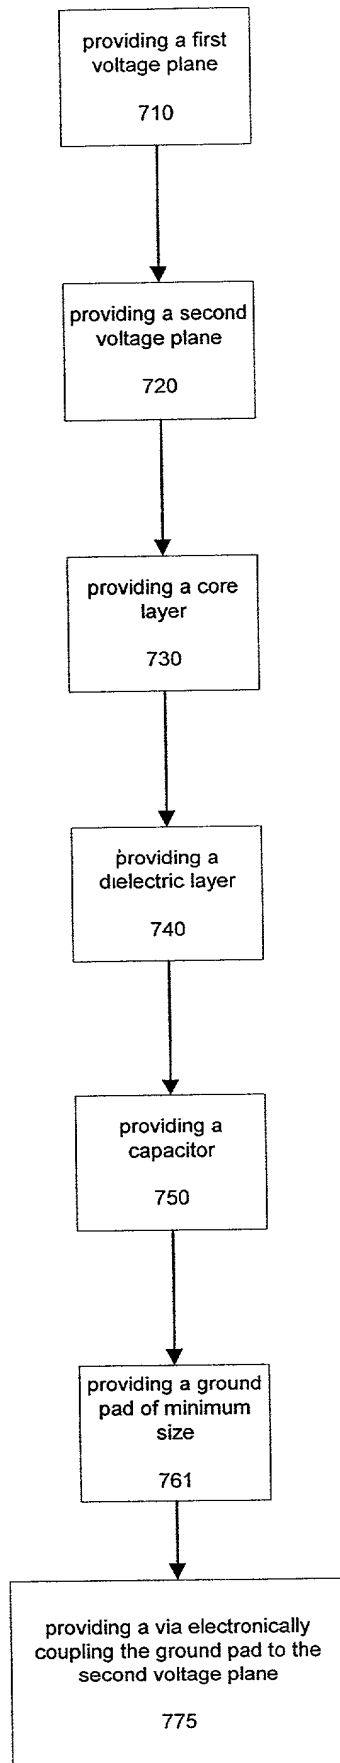 providing a first
voltage plane
710
providing a second
voltage plane
720
providing a core
layer
730
providing a
dielectric layer
740
providing a
capacitor
750
providing a ground
pad of minimum
size
761
providing a via electronically
coupling the ground pad to the
second voltage plane
775